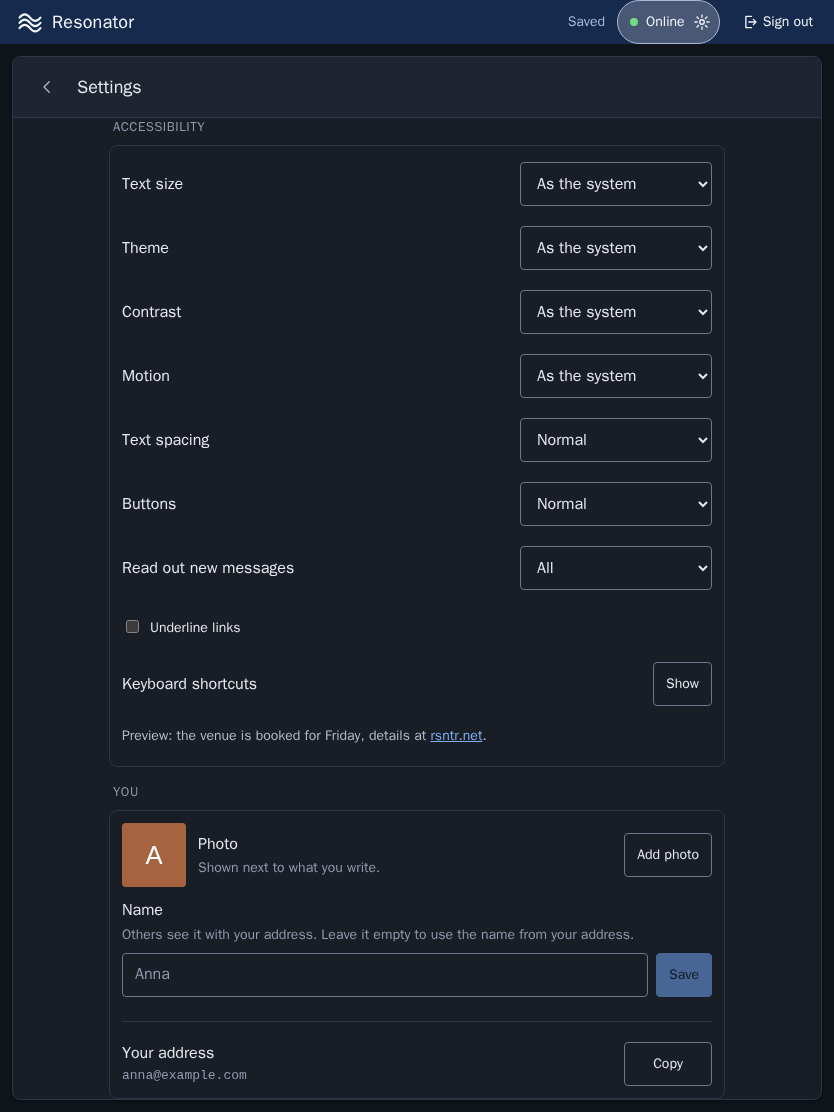 Resonator
Saved
Online
Sign out
Settings
ACCESSIBILITY
Text size
As the system
Theme
As the system
Contrast
As the system
Motion
As the system
Text spacing
Normal
Buttons
Normal
Read out new messages
All
Underline links
Keyboard shortcuts
Show
Preview: the venue is booked for Friday, details at rsntr.net.
YOU
A
Photo
Shown next to what you write.
Add photo
Name
Others see it with your address. Leave it empty to use the name from your address.
Anna
Save
Your address
anna@example.com
Copy